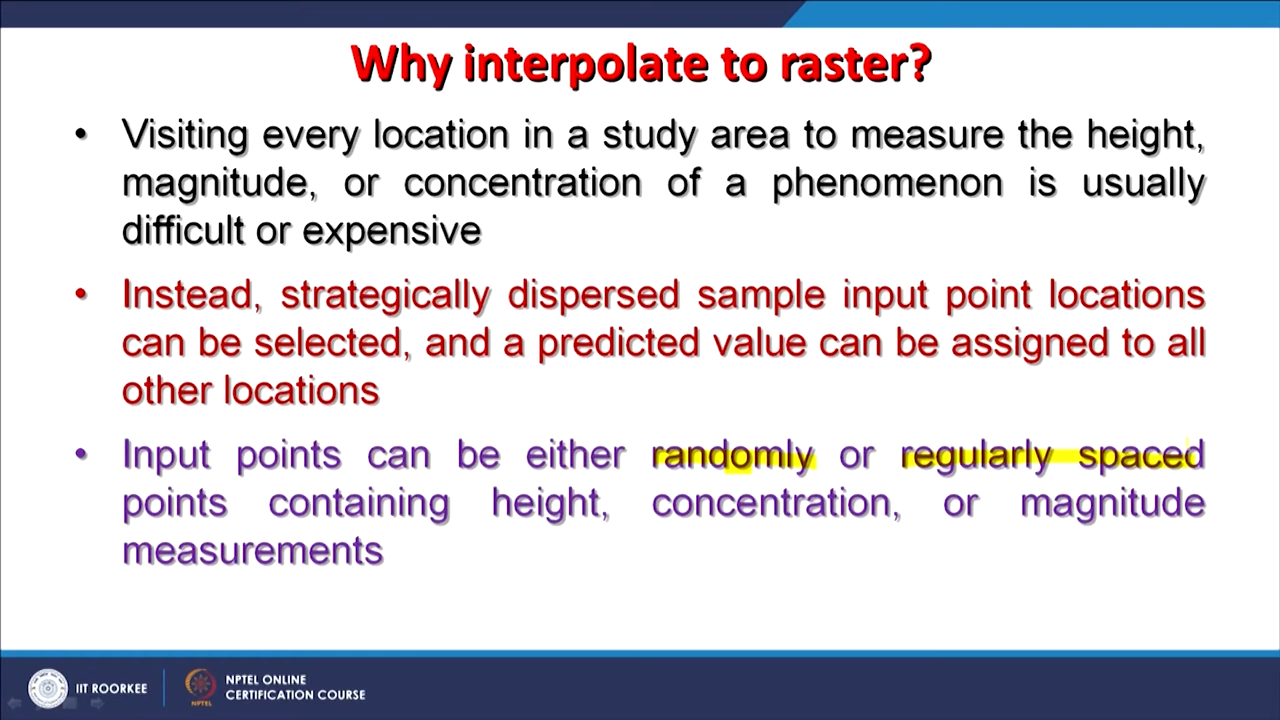 Why interpolate to raster?
• Visiting every location in a study area to measure the height,
magnitude, or concentration of a phenomenon is usually
difficult or expensive
• Instead, strategically dispersed sample input point locations
can be selected, and a predicted value can be assigned to all
other locations
• Input points can be either randomly or regularly spaced
points containing height, concentration, or magnitude
measurements
IIT ROORKEE
NPTEL
NPTEL ONLINE
CERTIFICATION COURSE